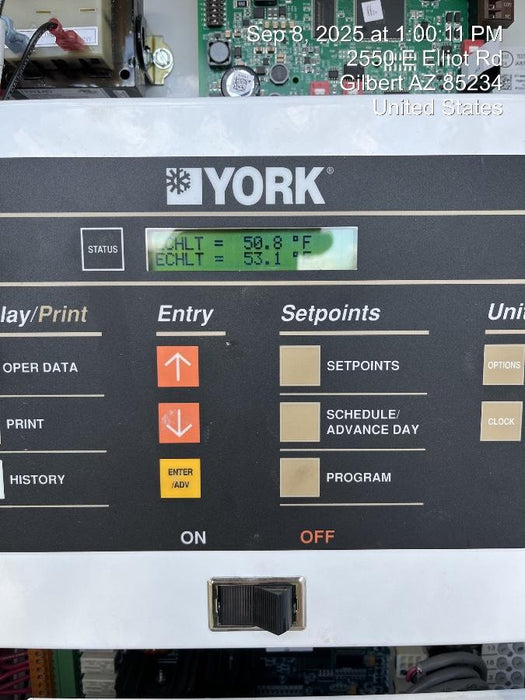 Sep 8, 2025 at 1:00:11 PM
2550 E Elliot Rd
Gilbert AZ 85234
United States
YORK®
STATUS
LCHLT = 50.8 °F
ECHLT = 53.1 °F
lay/Print
Entry
Setpoints
Unit
OPER DATA
SETPOINTS
OPTIONS
PRINT
SCHEDULE/
ADVANCE DAY
CLOCK
HISTORY
ENTER
/ADV
PROGRAM
ON
OFF